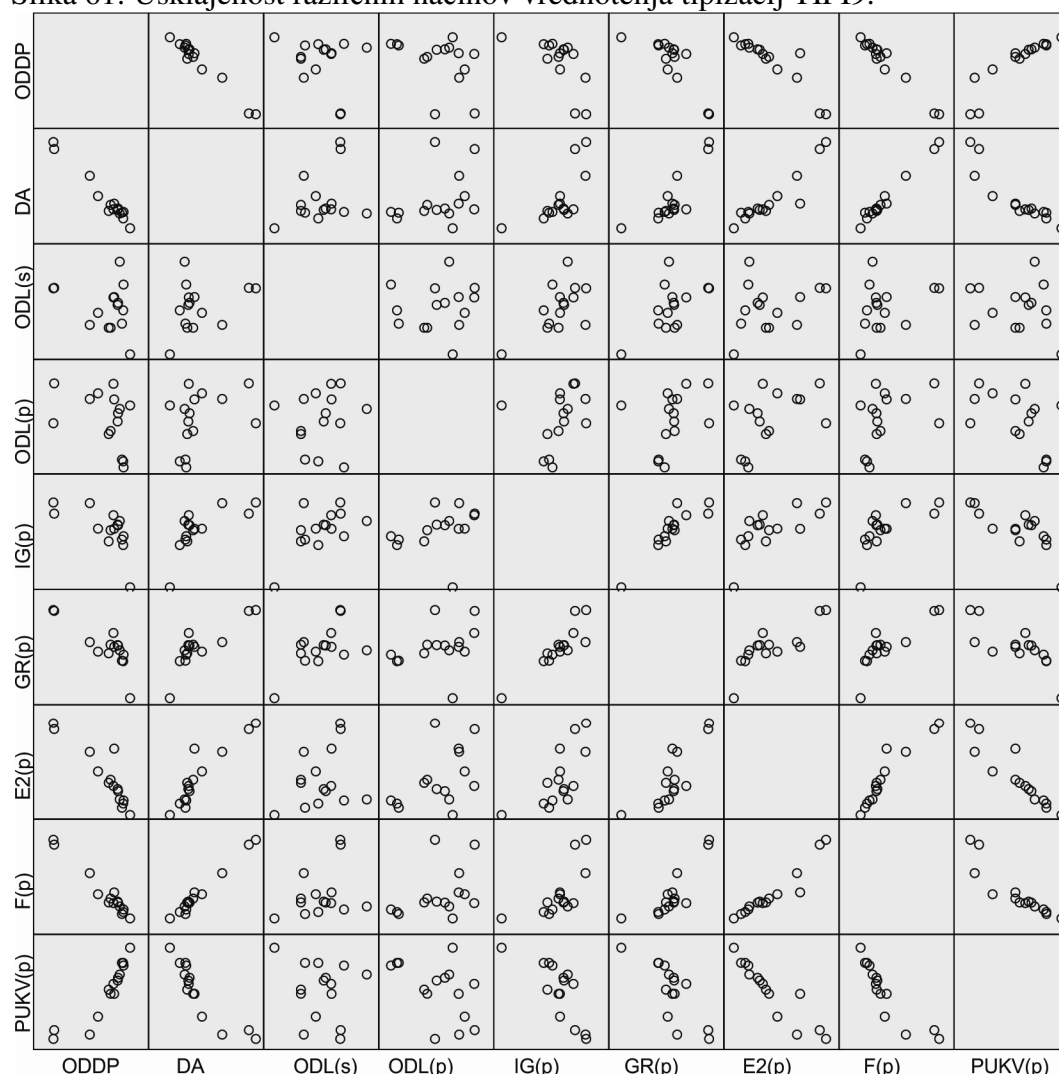 Slika 61: Usklajenost različnih načinov vrednotenja tipizacij TIPI9.
ODDP
DA
ODL(s)
ODL(p)
IG(p)
GR(p)
E2(p)
F(p)
PUKV(p)
ODDP DA ODL(s) ODL(p) IG(p) GR(p) E2(p) F(p) PUKV(p)